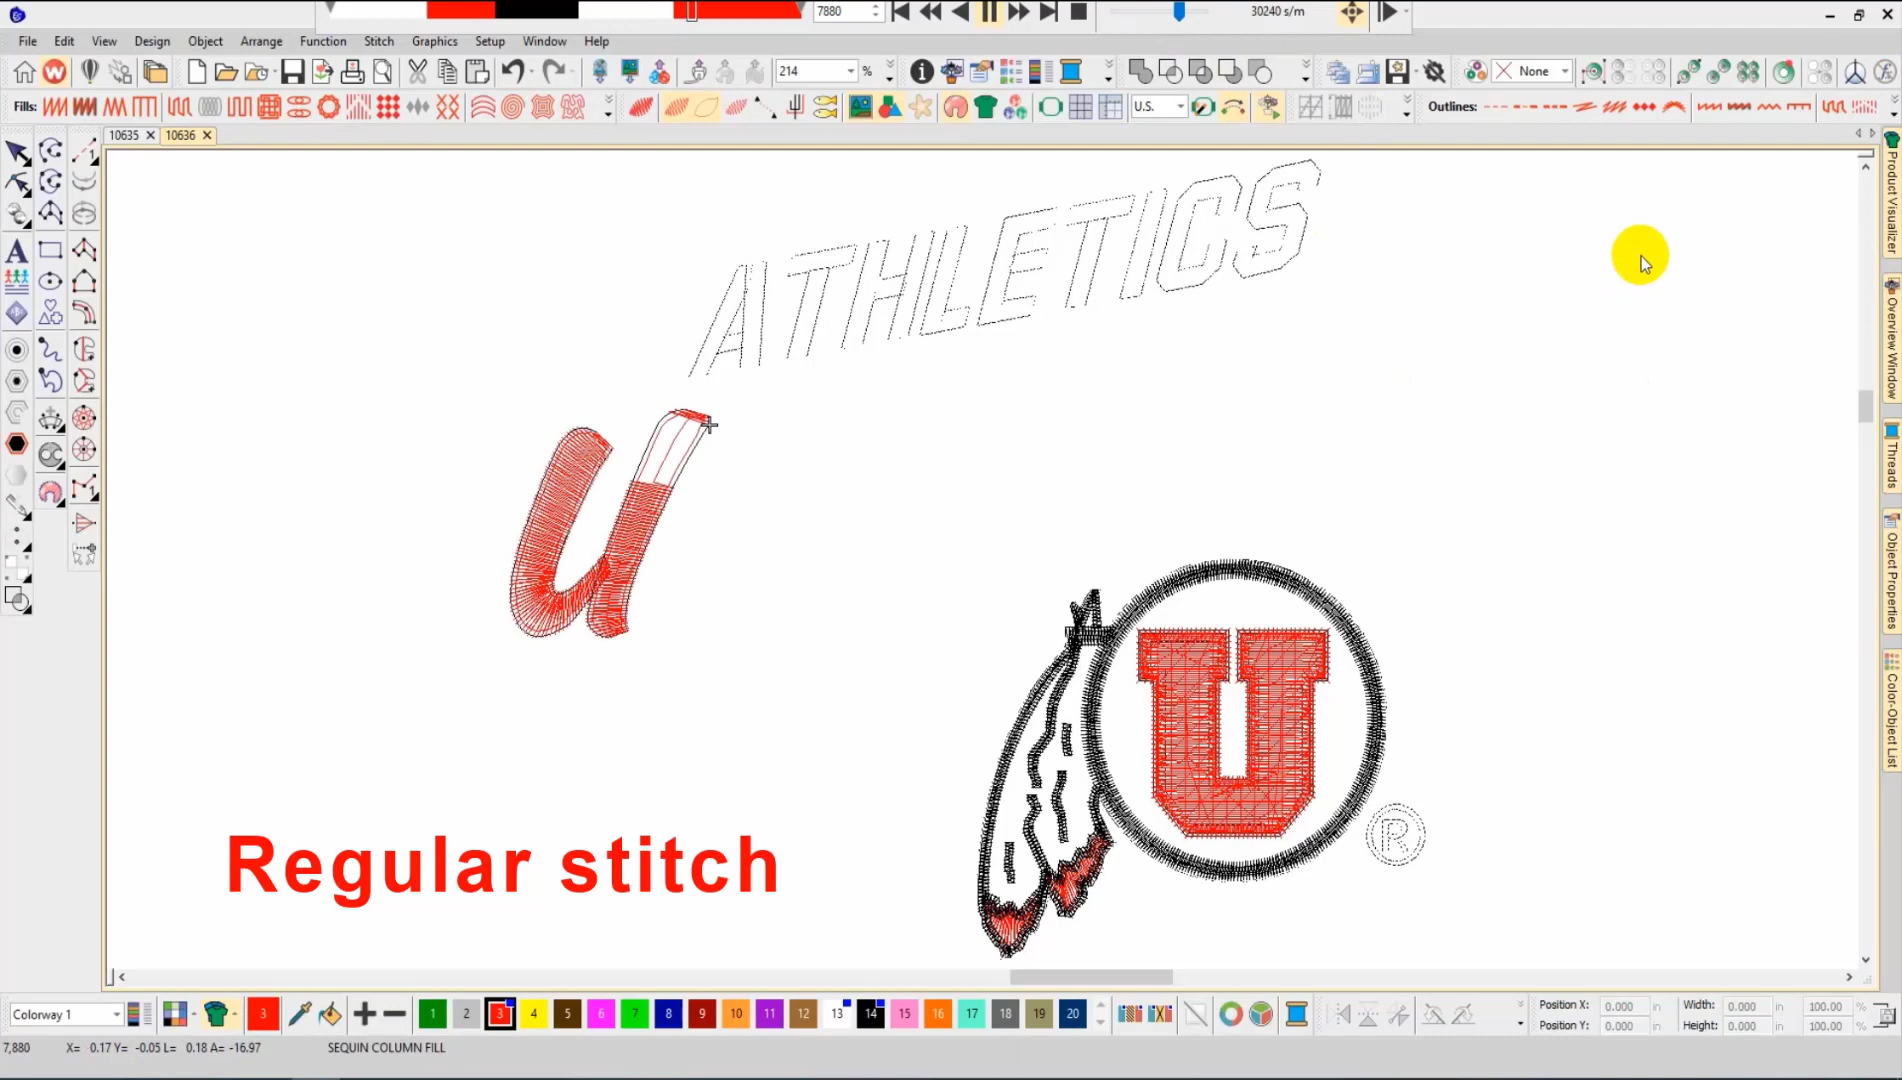 7880
30240 s/m
File Edit View Design Object Arrange Function Stitch Graphics Setup Window Help
214 %
None
Fills:
U.S.
Outlines:
10635 10636
ATHLETICS
Product Visualizer
Overview Window
Threads
Object Properties
Color-Object List
u
U
®
Regular stitch
Colorway 1
3
1 2 3 4 5 6 7 8 9 10 11 12 13 14 15 16 17 18 19 20
Position X: 0.000 in Width: 0.000 in 100.00 %
Position Y: 0.000 in Height: 0.000 in 100.00 %
7,880 X= 0.17 Y= -0.05 L= 0.18 A= -16.97 SEQUIN COLUMN FILL